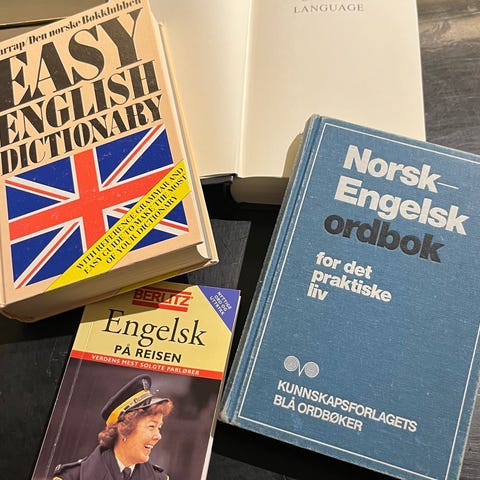 Den norske Bokklubben
EASY
ENGLISH
DICTIONARY
WITH REFERENCE GRAMMAR AND
EASY GUIDE TO MAKE THE MOST
OF YOUR DICTIONARY
LANGUAGE
Norsk–
Engelsk
ordbok
for det
praktiske
liv
KUNNSKAPSFORLAGETS
BLÅ ORDBØKER
BERLITZ
Engelsk
PÅ REISEN
VERDENS MEST SOLGTE PARLØRER